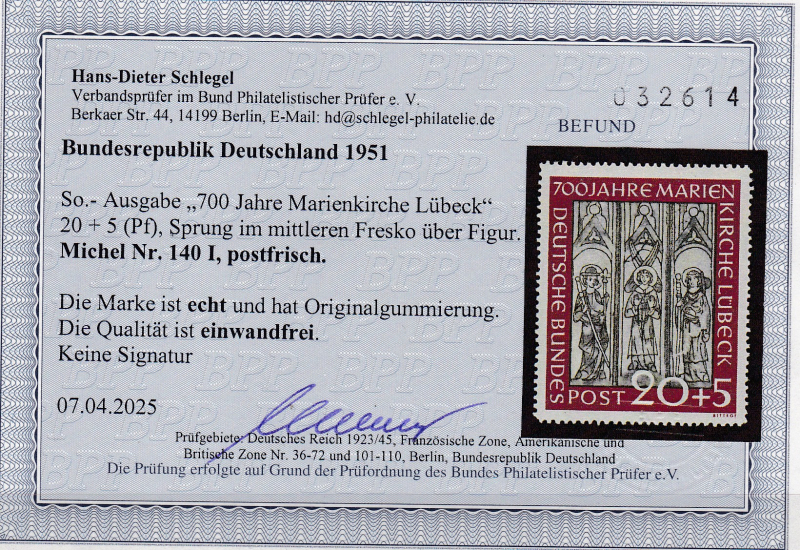 Hans-Dieter Schlegel
Verbandsprüfer im Bund Philatelistischer Prüfer e. V.
Berkaer Str. 44, 14199 Berlin, E-Mail: hd@schlegel-philatelie.de
032614
BEFUND
Bundesrepublik Deutschland 1951
So.- Ausgabe „700 Jahre Marienkirche Lübeck“
20 + 5 (Pf), Sprung im mittleren Fresko über Figur.
Michel Nr. 140 I, postfrisch.
Die Marke ist echt und hat Originalgummierung.
Die Qualität ist einwandfrei.
Keine Signatur
07.04.2025
Prüfgebiete: Deutsches Reich 1923/45, Französische Zone, Amerikanische und
Britische Zone Nr. 36-72 und 101-110, Berlin, Bundesrepublik Deutschland
Die Prüfung erfolgte auf Grund der Prüfordnung des Bundes Philatelistischer Prüfer e.V.
700 JAHRE MARIEN
KIRCHE LÜBECK
DEUTSCHE BUNDES
POST 20+5